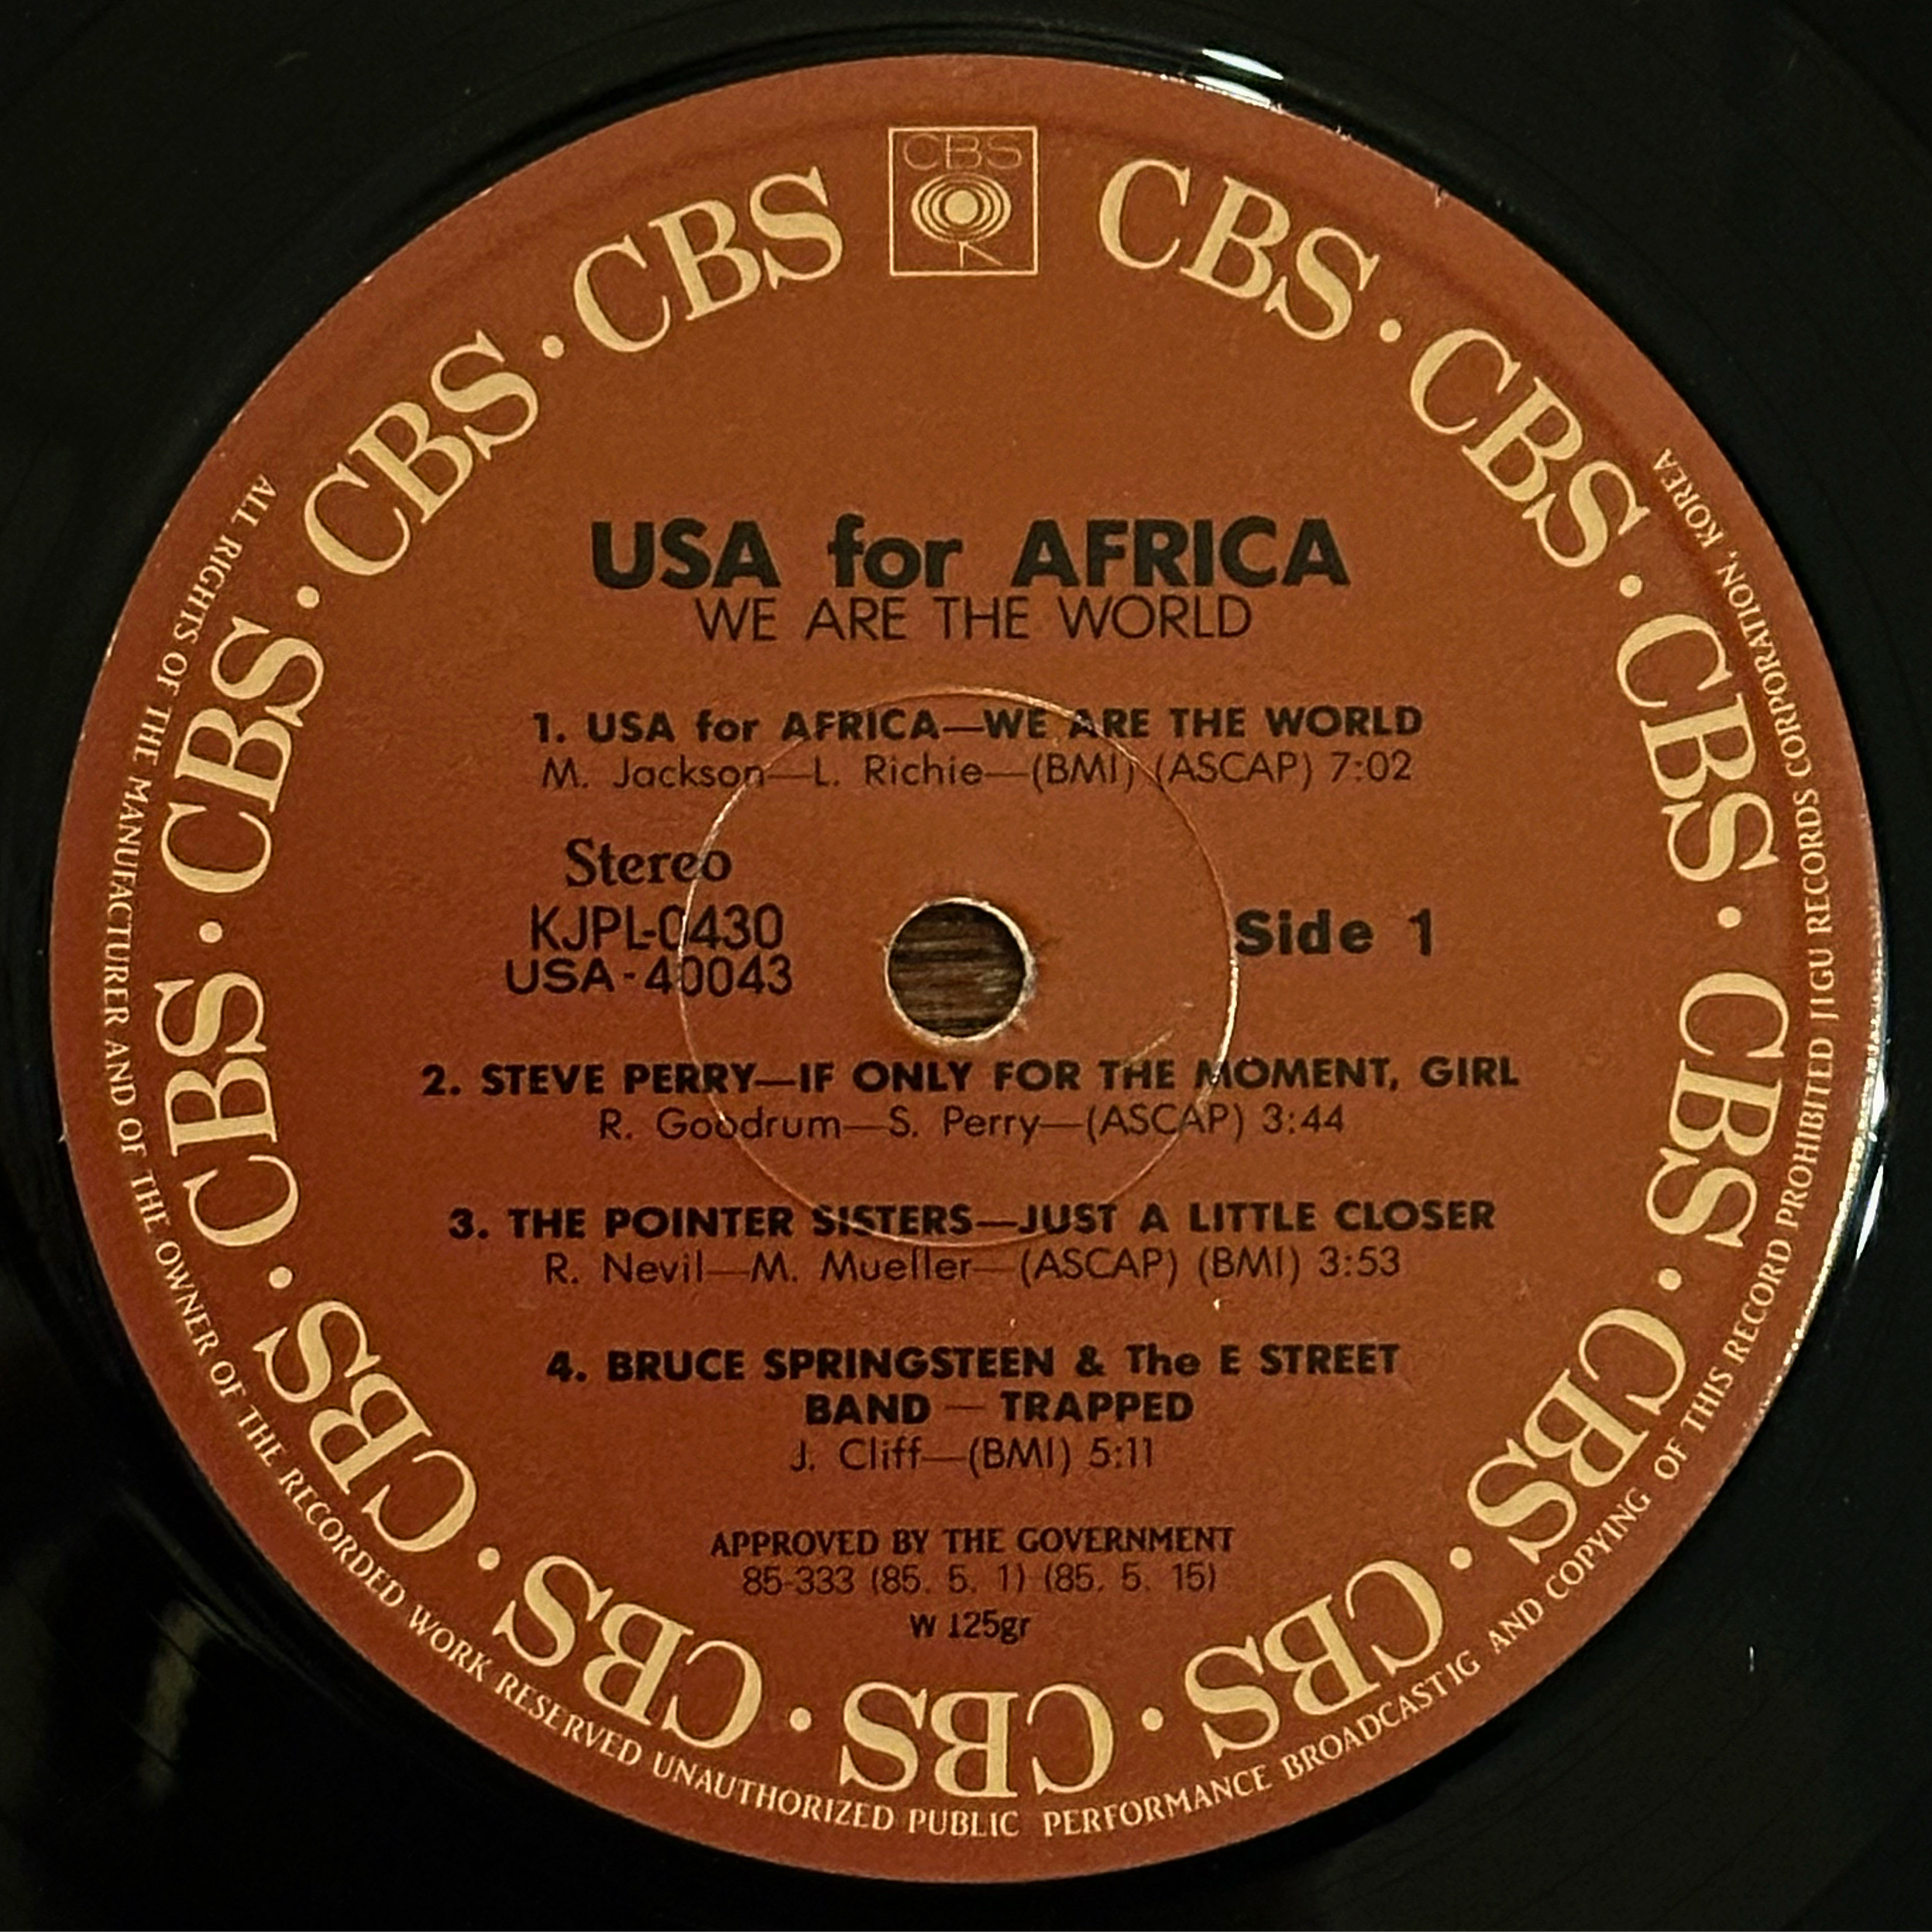 CBS
CBS · CBS · CBS · CBS · CBS · CBS · CBS · CBS · CBS · CBS · CBS · CBS · CBS
USA for AFRICA
WE ARE THE WORLD
1. USA for AFRICA—WE ARE THE WORLD
M. Jackson—L. Richie—(BMI) (ASCAP) 7:02
Stereo
KJPL-0430
USA-40043
Side 1
2. STEVE PERRY—IF ONLY FOR THE MOMENT, GIRL
R. Goodrum—S. Perry—(ASCAP) 3:44
3. THE POINTER SISTERS—JUST A LITTLE CLOSER
R. Nevil—M. Mueller—(ASCAP) (BMI) 3:53
4. BRUCE SPRINGSTEEN & The E STREET
BAND — TRAPPED
J. Cliff—(BMI) 5:11
APPROVED BY THE GOVERNMENT
85-333 (85. 5. 1) (85. 5. 15)
W 125gr
ALL RIGHTS OF THE MANUFACTURER AND OF THE OWNER OF THE RECORDED WORK RESERVED UNAUTHORIZED PUBLIC PERFORMANCE BROADCASTIG AND COPYING OF THIS RECORD PROHIBITED JIGU RECORDS CORPORATION, KOREA